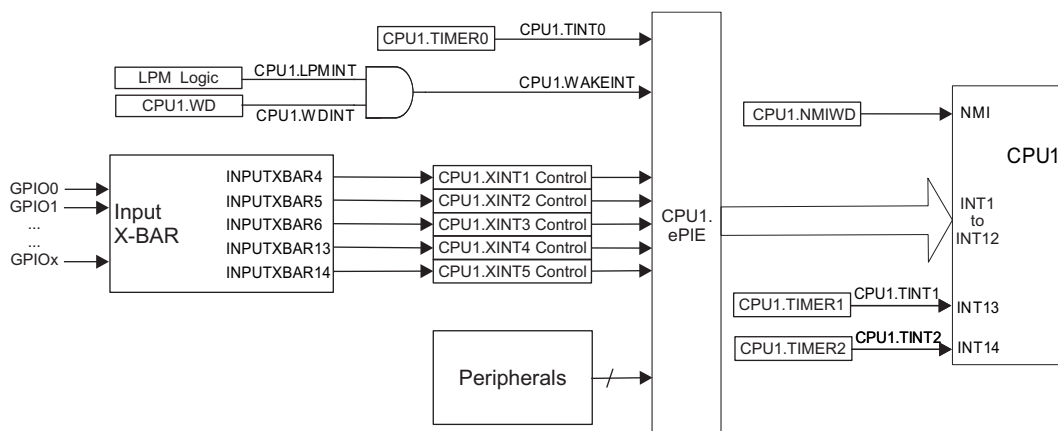 CPU1.TIMER0
CPU1.TINT0
LPM Logic
CPU1.LPMINT
CPU1.WD
CPU1.WDINT
CPU1.WAKEINT
CPU1.NMIWD
NMI
CPU1
GPIO0
GPIO1
...
...
GPIOx
Input
X-BAR
INPUTXBAR4
INPUTXBAR5
INPUTXBAR6
INPUTXBAR13
INPUTXBAR14
CPU1.XINT1 Control
CPU1.XINT2 Control
CPU1.XINT3 Control
CPU1.XINT4 Control
CPU1.XINT5 Control
CPU1.
ePIE
INT1
to
INT12
CPU1.TIMER1
CPU1.TINT1
INT13
CPU1.TIMER2
CPU1.TINT2
INT14
Peripherals